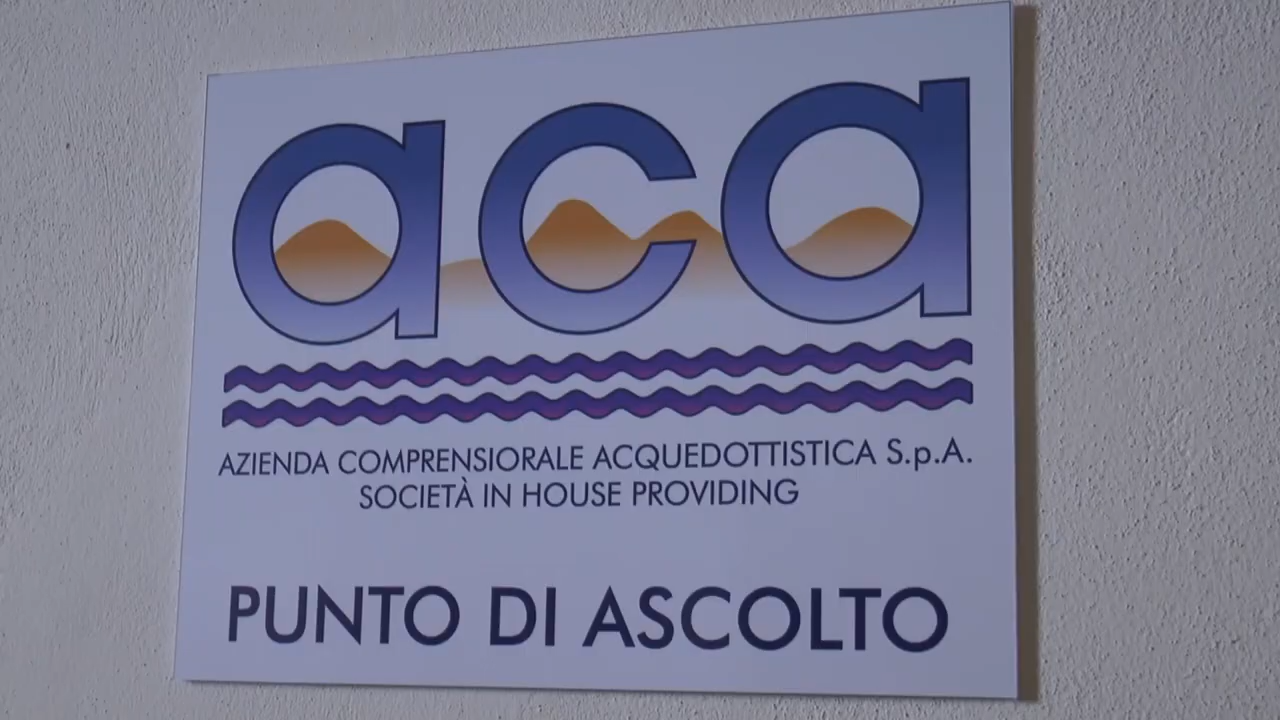 aca
AZIENDA COMPRENSIORALE ACQUEDOTTISTICA S.p.A.
SOCIETÀ IN HOUSE PROVIDING
PUNTO DI ASCOLTO